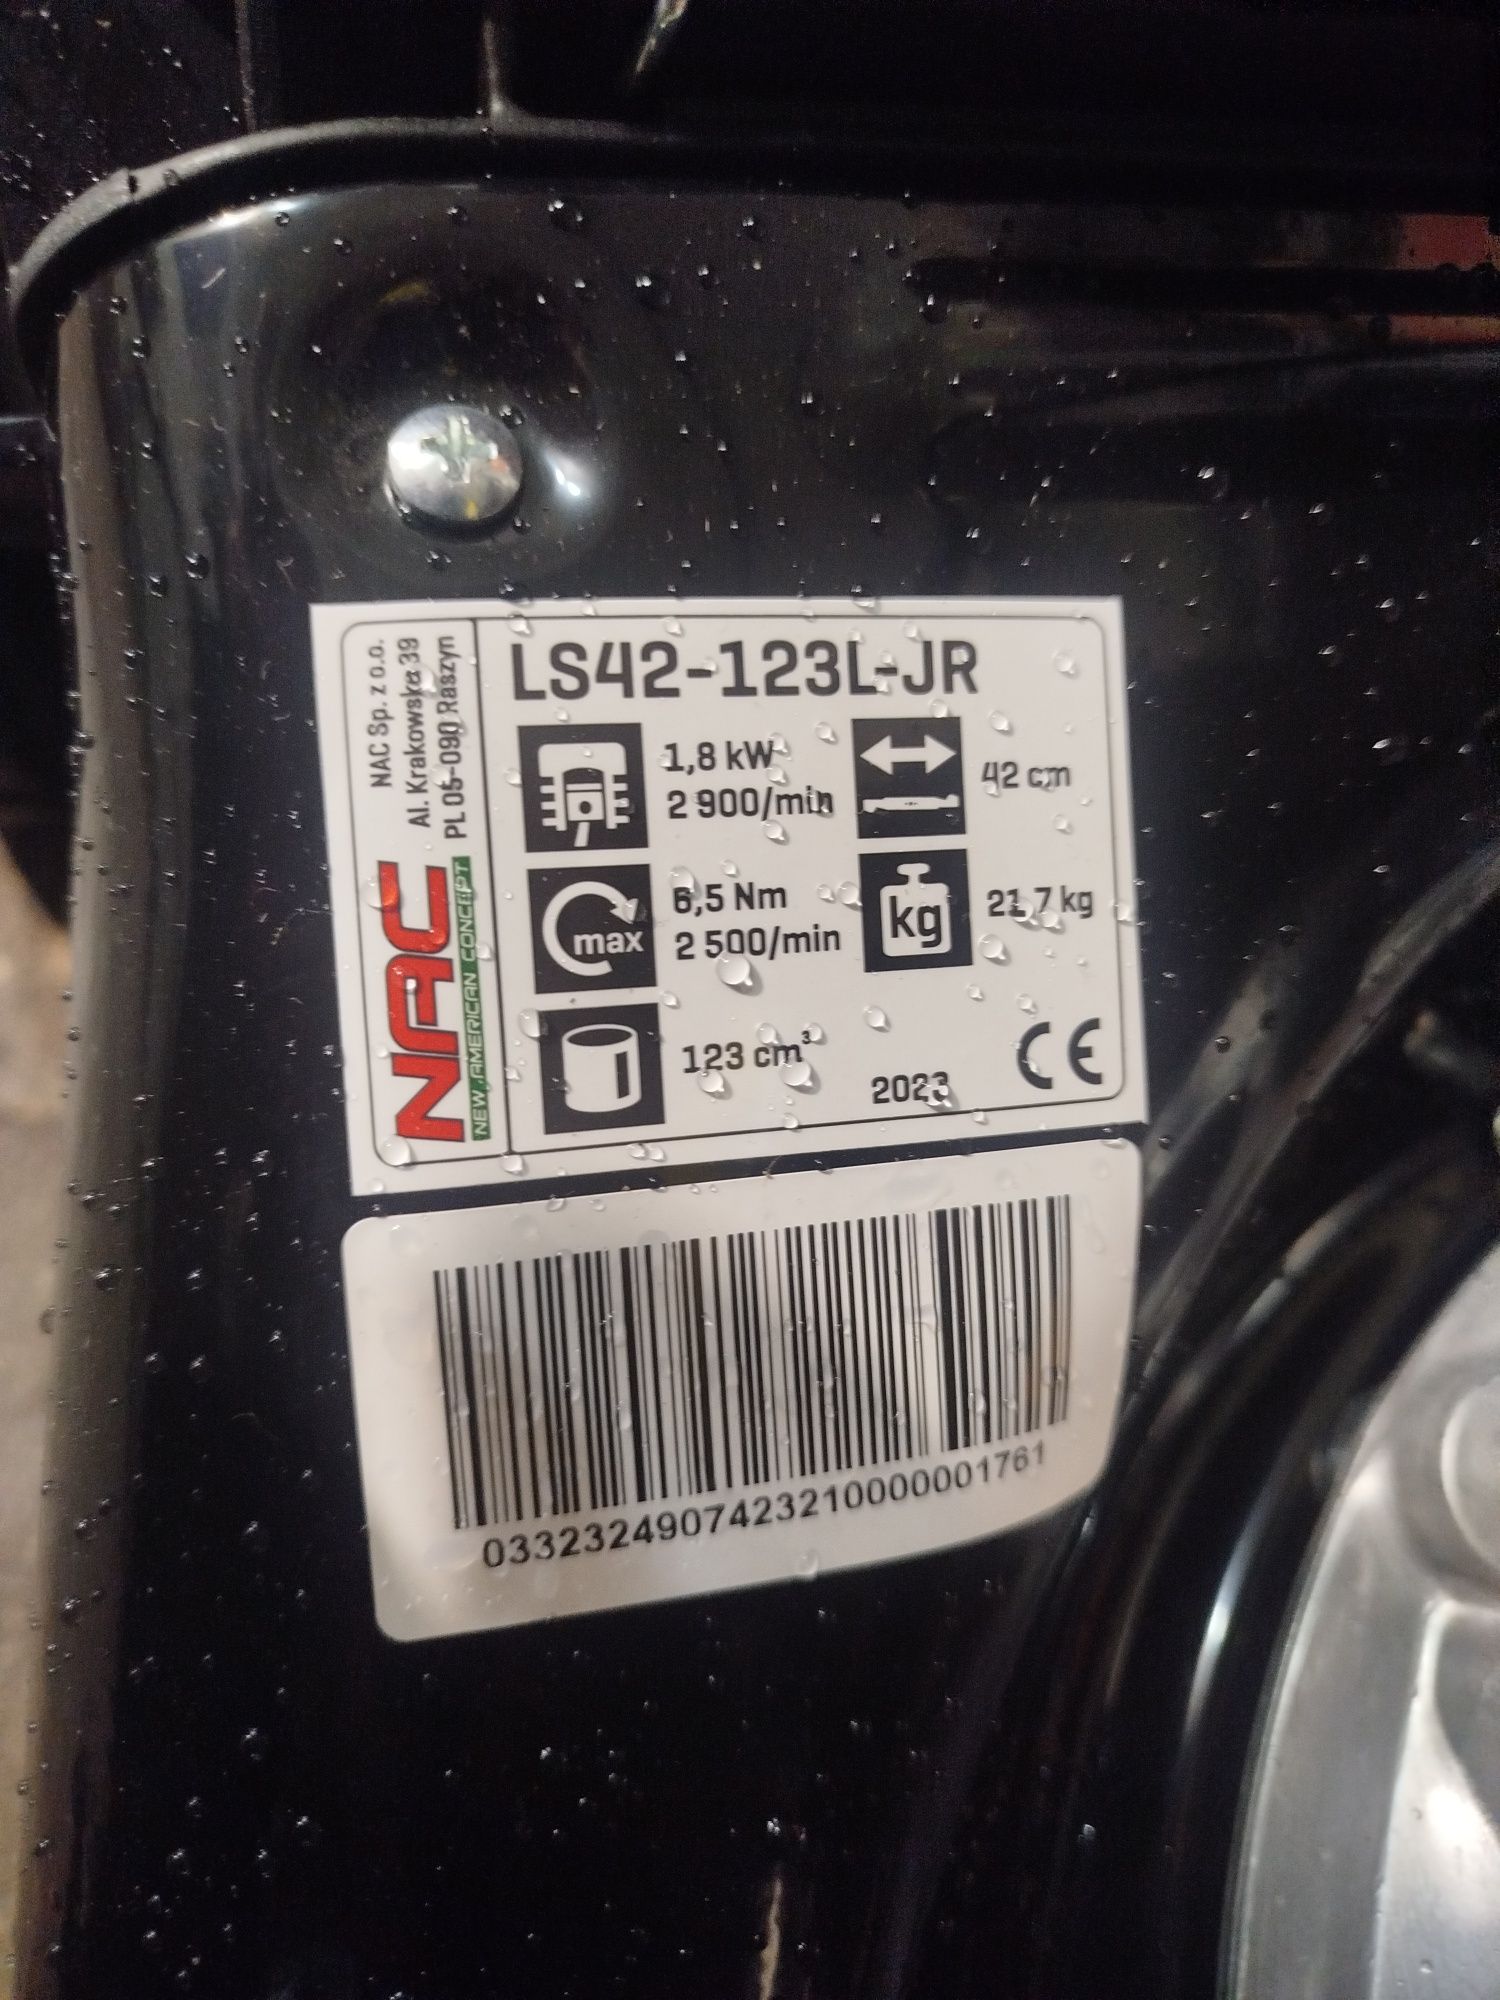 NAC Sp. z o.o.
Al. Krakowska 39
PL 05-090 Raszyn
NAC
NEW AMERICAN CONCEPT
LS42-123L-JR
1,8 kW
2 900/min
42 cm
max
6,5 Nm
2 500/min
kg
21,7 kg
123 cm³
2023
CE
0332324907423210000001761